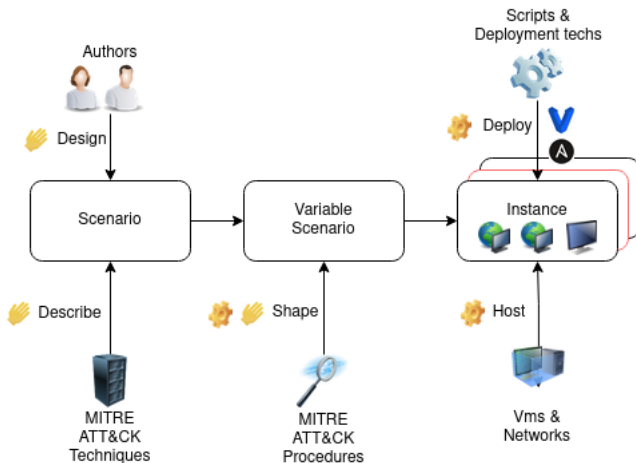 Scripts &
Deployment techs
Authors
Design
Deploy
Scenario
Variable
Scenario
Instance
Describe
Shape
Host
MITRE
ATT&CK
Techniques
MITRE
ATT&CK
Procedures
Vms &
Networks